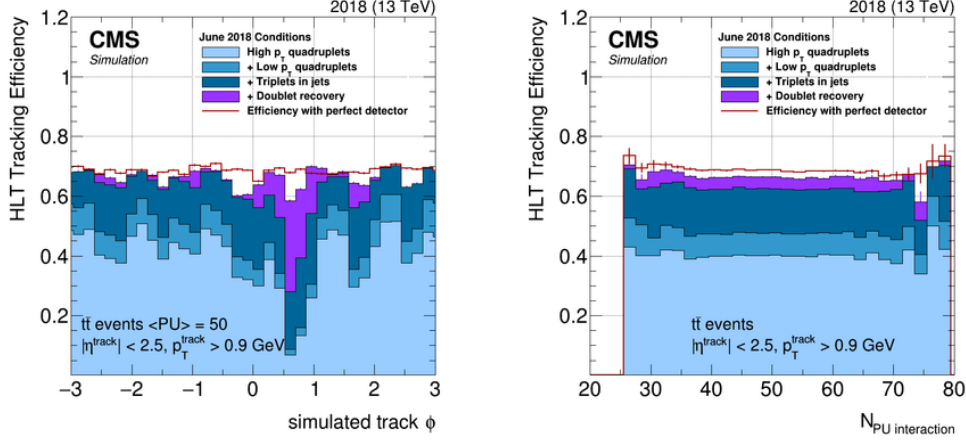 2018 (13 TeV)
CMS
Simulation
June 2018 Conditions
High p_T quadruplets
+ Low p_T quadruplets
+ Triplets in jets
+ Doublet recovery
Efficiency with perfect detector
HLT Tracking Efficiency
1.2
1
0.8
0.6
0.4
0.2
tt̄ events <PU> = 50
|η^track| < 2.5, p_T^track > 0.9 GeV
−3 −2 −1 0 1 2 3
simulated track ϕ
2018 (13 TeV)
CMS
Simulation
June 2018 Conditions
High p_T quadruplets
+ Low p_T quadruplets
+ Triplets in jets
+ Doublet recovery
Efficiency with perfect detector
HLT Tracking Efficiency
1.2
1
0.8
0.6
0.4
0.2
tt̄ events
|η^track| < 2.5, p_T^track > 0.9 GeV
20 30 40 50 60 70 80
N_PU interaction